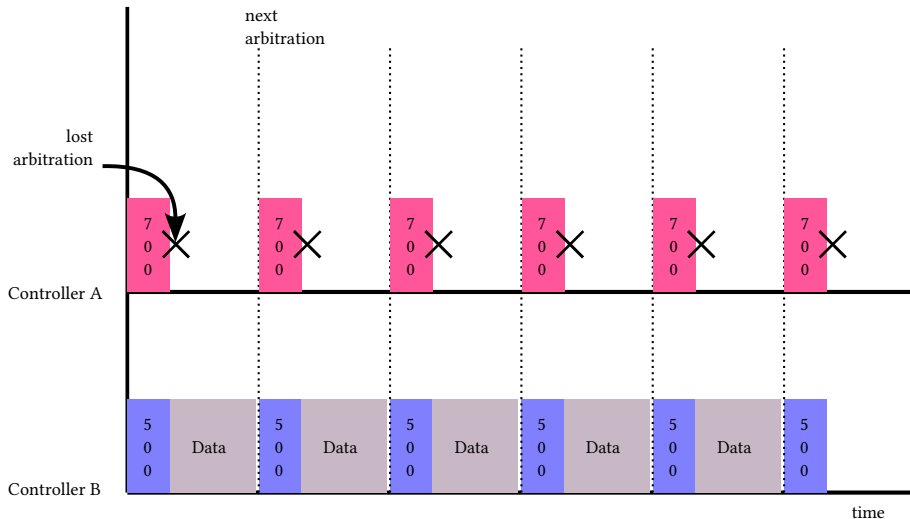 next
arbitration
lost
arbitration
7 7 7 7 7 7
0 0 0 0 0 0
0 0 0 0 0 0
Controller A
5 5 5 5 5 5
0 Data 0 Data 0 Data 0 Data 0 Data 0
0 0 0 0 0 0
Controller B
time